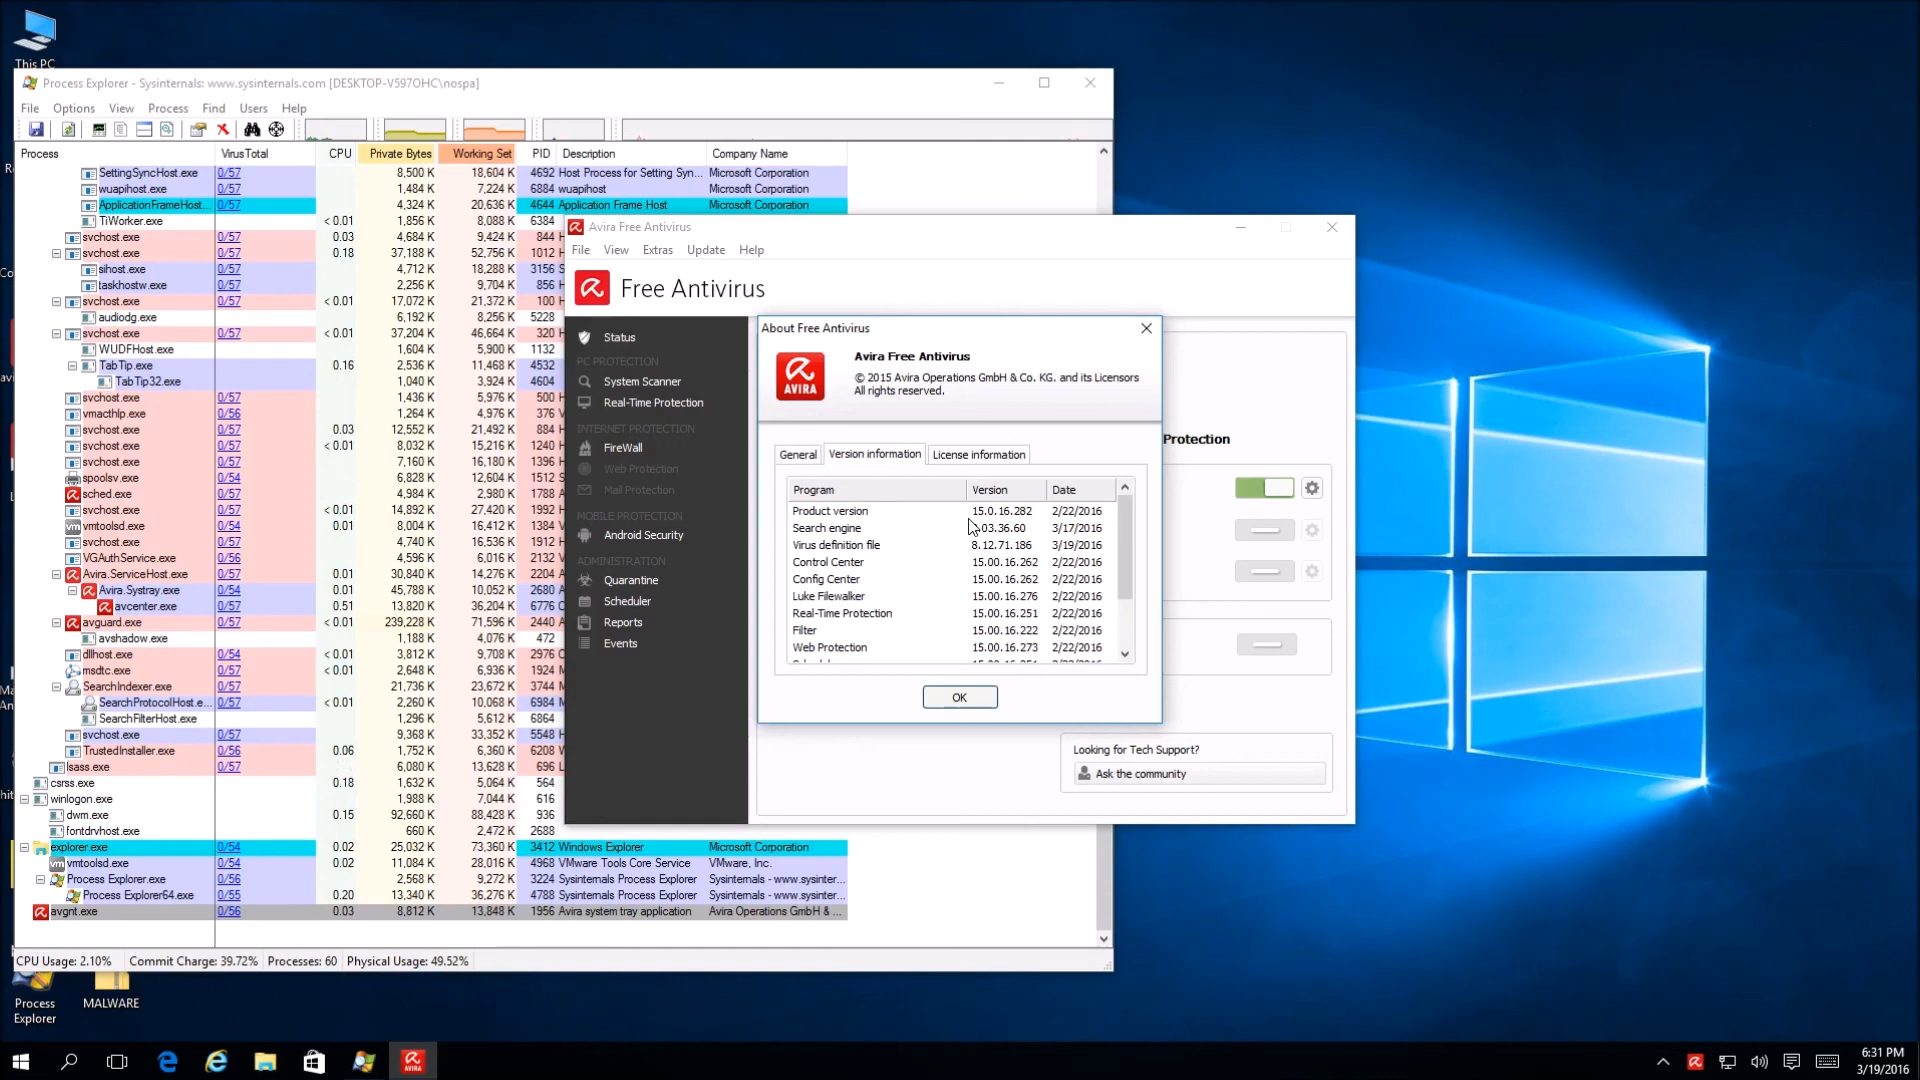 This PC
Process Explorer - Sysinternals: www.sysinternals.com [DESKTOP-V597OHC\nospa]
File Options View Process Find Users Help
Process VirusTotal CPU Private Bytes Working Set PID Description Company Name
SettingSyncHost.exe 0/57 8,500 K 18,604 K 4692 Host Process for Setting Syn... Microsoft Corporation
wuapihost.exe 0/57 1,484 K 7,224 K 6884 wuapihost Microsoft Corporation
ApplicationFrameHost... 0/57 4,324 K 20,636 K 4644 Application Frame Host Microsoft Corporation
TiWorker.exe < 0.01 1,856 K 8,088 K 6384
svchost.exe 0/57 0.03 4,684 K 9,424 K 844
svchost.exe 0/57 0.18 37,188 K 52,756 K 1012
sihost.exe 0/57 4,712 K 18,288 K 3156
taskhostw.exe 0/57 2,256 K 9,704 K 856
svchost.exe 0/57 < 0.01 17,072 K 21,372 K 100
audiodg.exe 6,192 K 8,256 K 5228
svchost.exe 0/57 < 0.01 37,204 K 46,664 K 320
WUDFHost.exe 1,604 K 5,900 K 1132
TabTip.exe 0.16 2,536 K 11,468 K 4532
TabTip32.exe 1,040 K 3,924 K 4604
svchost.exe 0/57 1,436 K 5,976 K 500
vmacthlp.exe 0/56 1,264 K 4,976 K 376
svchost.exe 0/57 0.03 12,552 K 21,492 K 884
svchost.exe 0/57 < 0.01 8,032 K 15,216 K 1240
svchost.exe 0/57 7,160 K 16,180 K 1396
spoolsv.exe 0/54 6,828 K 12,604 K 1512
sched.exe 0/57 4,984 K 2,980 K 1788
svchost.exe 0/57 < 0.01 14,892 K 27,420 K 1992
vmtoolsd.exe 0/54 0.01 8,004 K 16,412 K 1384
svchost.exe 0/57 4,740 K 16,536 K 1912
VGAuthService.exe 0/56 4,596 K 6,016 K 2132
Avira.ServiceHost.exe 0/57 0.01 30,840 K 14,276 K 2204
Avira.Systray.exe 0/54 0.01 45,788 K 10,052 K 2680
avcenter.exe 0/57 0.51 13,820 K 36,204 K 6776
avguard.exe 0/57 < 0.01 239,228 K 71,596 K 2440
avshadow.exe 1,188 K 4,076 K 472
dllhost.exe 0/54 < 0.01 3,812 K 9,708 K 2976
msdtc.exe 0/57 < 0.01 2,648 K 6,936 K 1924
SearchIndexer.exe 0/57 21,736 K 23,672 K 3744
SearchProtocolHost.e... 0/57 < 0.01 2,260 K 10,068 K 6984
SearchFilterHost.exe 1,296 K 5,612 K 6864
svchost.exe 0/57 9,368 K 33,352 K 5548
TrustedInstaller.exe 0/56 0.06 1,752 K 6,360 K 6208
lsass.exe 0/57 6,080 K 13,628 K 696
csrss.exe 0.18 1,632 K 5,064 K 564
winlogon.exe 1,988 K 7,044 K 616
dwm.exe 0.15 92,660 K 88,428 K 936
fontdrvhost.exe 660 K 2,472 K 2688
explorer.exe 0/54 0.02 25,032 K 73,360 K 3412 Windows Explorer Microsoft Corporation
vmtoolsd.exe 0/54 0.02 11,084 K 28,016 K 4968 VMware Tools Core Service VMware, Inc.
Process Explorer.exe 0/56 2,568 K 9,272 K 3224 Sysinternals Process Explorer Sysinternals - www.sysinter...
Process Explorer64.exe 0/55 0.20 13,340 K 36,276 K 4788 Sysinternals Process Explorer Sysinternals - www.sysinter...
avgnt.exe 0/56 0.03 8,812 K 13,848 K 1956 Avira system tray application Avira Operations GmbH & ...
CPU Usage: 2.10% Commit Charge: 39.72% Processes: 60 Physical Usage: 49.52%
Avira Free Antivirus
File View Extras Update Help
Free Antivirus
Status
PC PROTECTION
System Scanner
Real-Time Protection
INTERNET PROTECTION
FireWall
Web Protection
Mail Protection
MOBILE PROTECTION
Android Security
ADMINISTRATION
Quarantine
Scheduler
Reports
Events
About Free Antivirus
AVIRA
Avira Free Antivirus
© 2015 Avira Operations GmbH & Co. KG. and its Licensors
All rights reserved.
General Version information License information
Program Version Date
Product version 15.0.16.282 2/22/2016
Search engine .03.36.60 3/17/2016
Virus definition file 8.12.71.186 3/19/2016
Control Center 15.00.16.262 2/22/2016
Config Center 15.00.16.262 2/22/2016
Luke Filewalker 15.00.16.276 2/22/2016
Real-Time Protection 15.00.16.251 2/22/2016
Filter 15.00.16.222 2/22/2016
Web Protection 15.00.16.273 2/22/2016
OK
Protection
Looking for Tech Support?
Ask the community
Process
Explorer
MALWARE
AVIRA
6:31 PM
3/19/2016